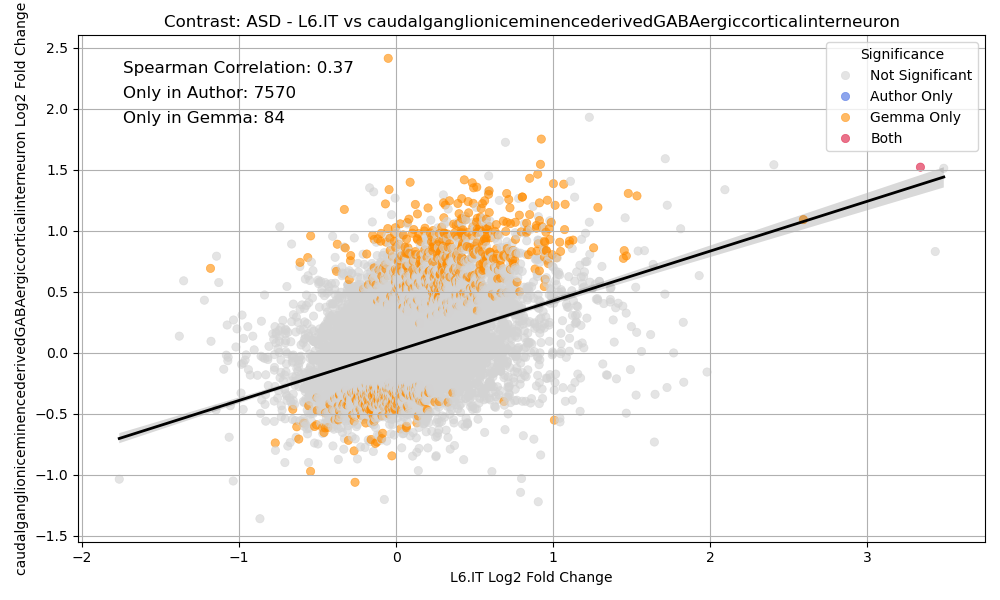 Contrast: ASD - L6.IT vs caudalganglioniceminencederivedGABAergiccorticalinterneuron
caudalganglioniceminencederivedGABAergiccorticalinterneuron Log2 Fold Change
2.5
2.0
1.5
1.0
0.5
0.0
−0.5
−1.0
−1.5
Spearman Correlation: 0.37
Only in Author: 7570
Only in Gemma: 84
Significance
Not Significant
Author Only
Gemma Only
Both
−2
−1
0
1
2
3
L6.IT Log2 Fold Change